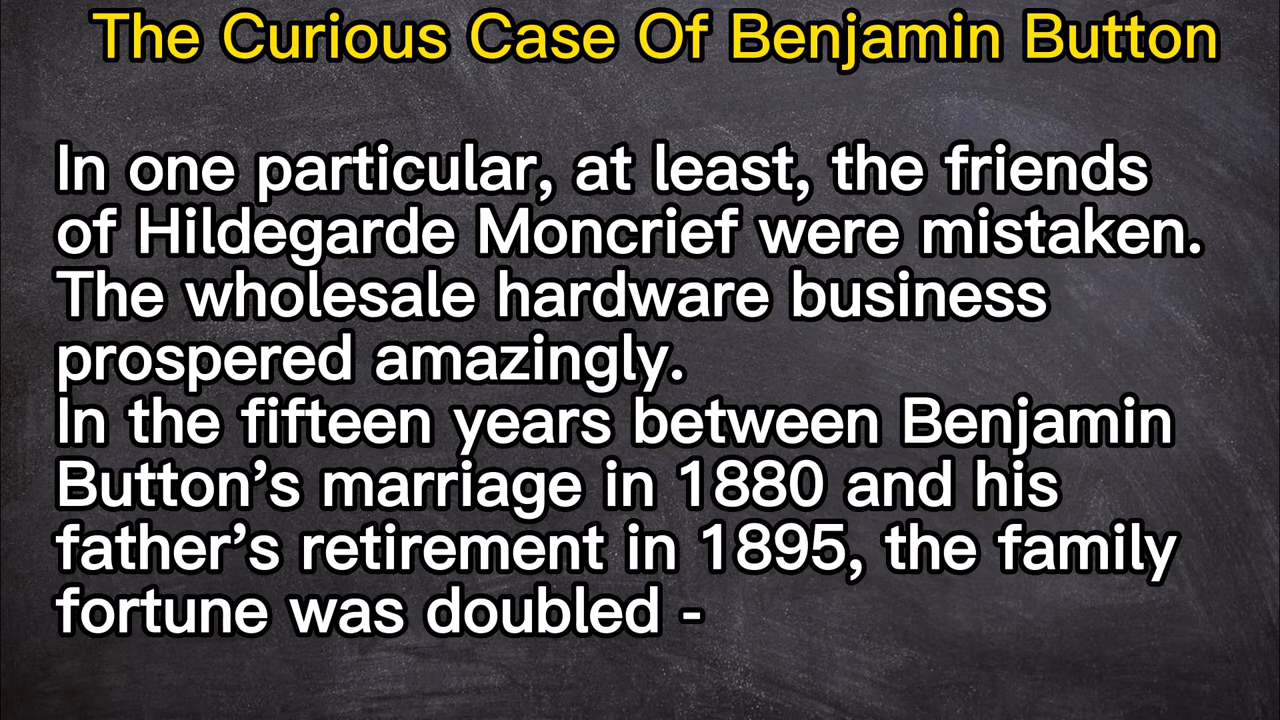 The Curious Case Of Benjamin Button
In one particular, at least, the friends
of Hildegarde Moncrief were mistaken.
The wholesale hardware business
prospered amazingly.
In the fifteen years between Benjamin
Button’s marriage in 1880 and his
father’s retirement in 1895, the family
fortune was doubled -